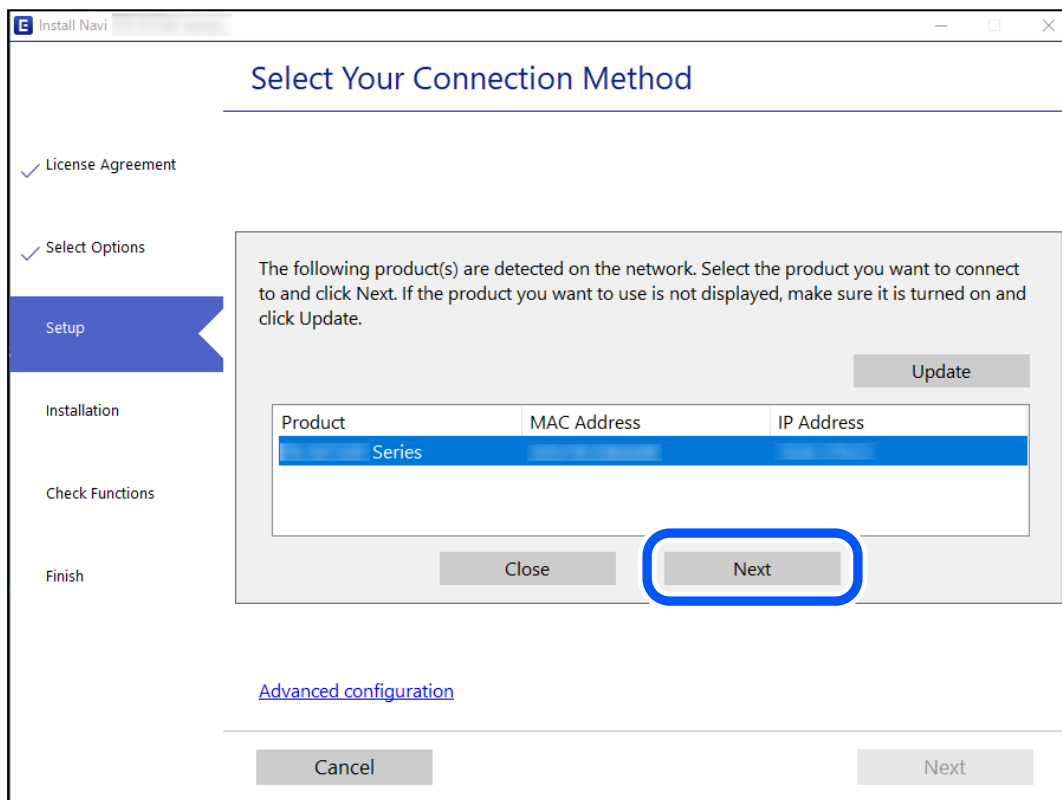 E Install Navi
Select Your Connection Method
License Agreement
Select Options
Setup
Installation
Check Functions
Finish
The following product(s) are detected on the network. Select the product you want to connect
to and click Next. If the product you want to use is not displayed, make sure it is turned on and
click Update.
Update
Product MAC Address IP Address
Series
Close Next
Advanced configuration
Cancel Next